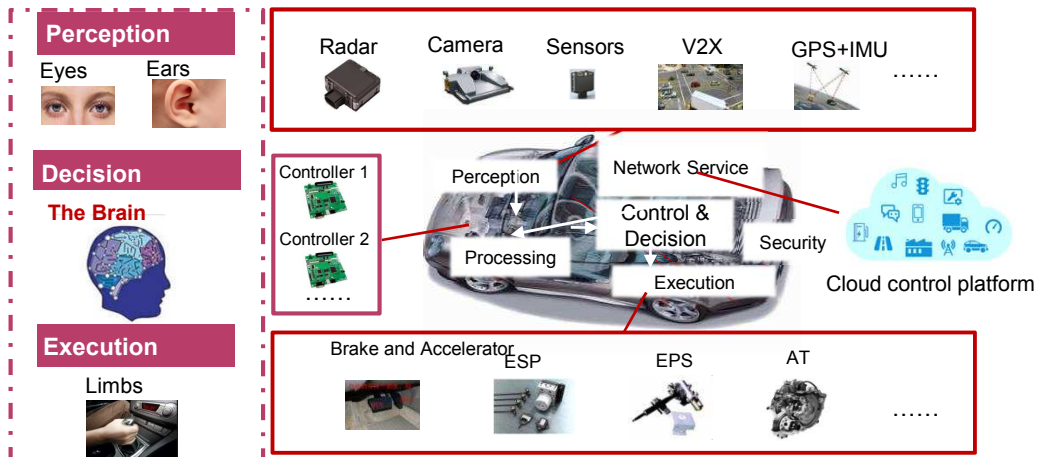 Perception
Eyes
Ears
Decision
The Brain
Execution
Limbs
Radar
Camera
Sensors
V2X
GPS+IMU
……
Controller 1
Controller 2
……
Perception
Network Service
Control &
Decision
Processing
Security
Execution
Cloud control platform
Brake and Accelerator
ESP
EPS
AT
……